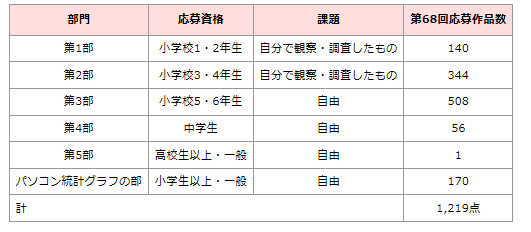 部門 応募資格 課題 第68回応募作品数
第1部 小学校1・2年生 自分で観察・調査したもの 140
第2部 小学校3・4年生 自分で観察・調査したもの 344
第3部 小学校5・6年生 自由 508
第4部 中学生 自由 56
第5部 高校生以上・一般 自由 1
パソコン統計グラフの部 小学生以上・一般 自由 170
計 1,219点